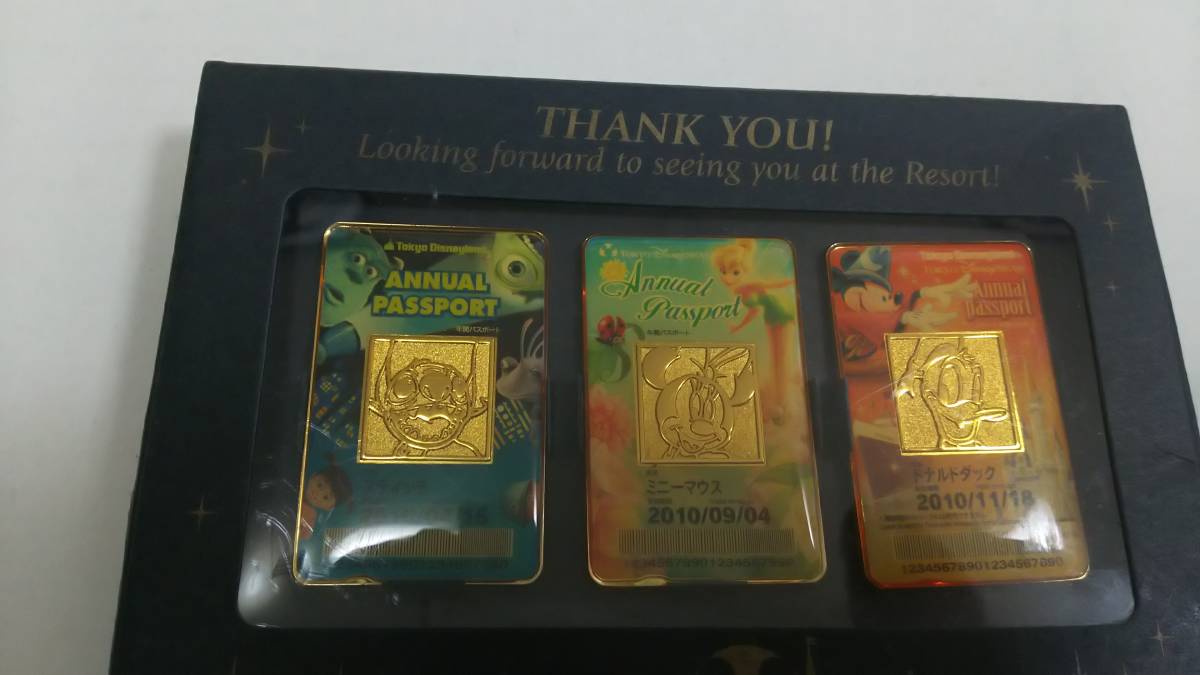 THANK YOU!
Looking forward to seeing you at the Resort!
Tokyo Disneyland
ANNUAL
PASSPORT
年間パスポート
Annual
Passport
年間パスポート
ミニーマウス
2010/09/04
12345678901234567890
Tokyo Disneyland
Annual
Passport
ドナルドダック
2010/11/18
12345678901234567890